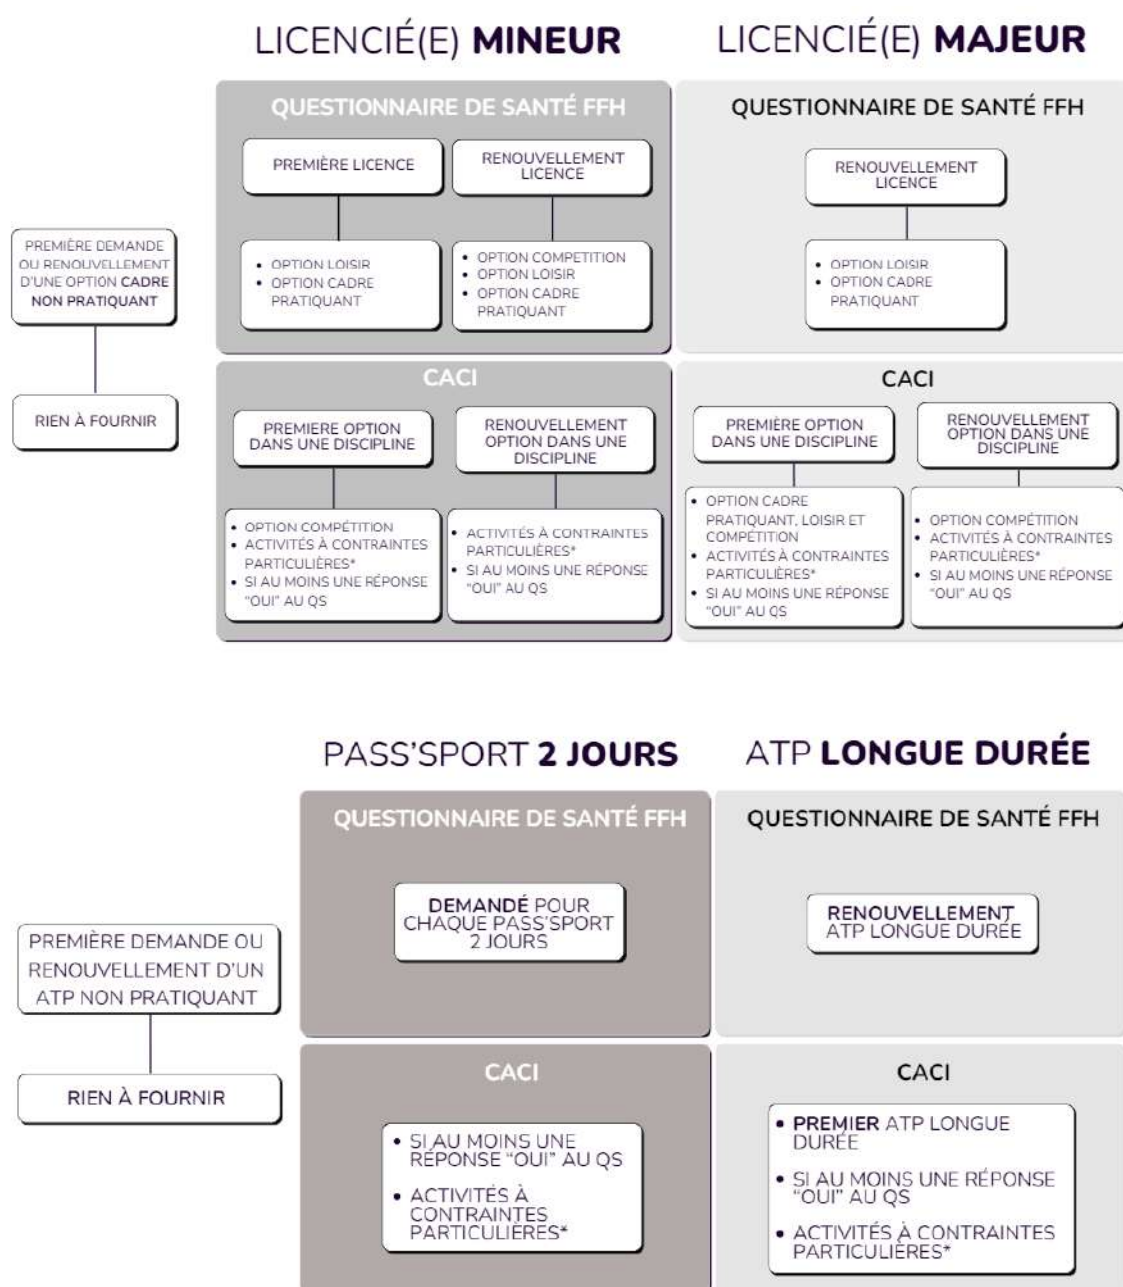 LICENCIÉ(E) MINEUR
LICENCIÉ(E) MAJEUR
QUESTIONNAIRE DE SANTÉ FFH
PREMIÈRE LICENCE
RENOUVELLEMENT
LICENCE
OPTION LOISIR
OPTION CADRE
PRATIQUANT
OPTION COMPETITION
OPTION LOISIR
OPTION CADRE
PRATIQUANT
QUESTIONNAIRE DE SANTÉ FFH
RENOUVELLEMENT
LICENCE
OPTION LOISIR
OPTION CADRE
PRATIQUANT
PREMIÈRE DEMANDE
OU RENOUVELLEMENT
D'UNE OPTION CADRE
NON PRATIQUANT
RIEN À FOURNIR
CACI
PREMIERE OPTION
DANS UNE DISCIPLINE
RENOUVELLEMENT
OPTION DANS UNE
DISCIPLINE
OPTION COMPÉTITION
ACTIVITÉS À CONTRAINTES
PARTICULIÈRES*
SI AU MOINS UNE RÉPONSE
"OUI" AU QS
ACTIVITÉS À CONTRAINTES
PARTICULIÈRES*
SI AU MOINS UNE RÉPONSE
"OUI" AU QS
CACI
PREMIÈRE OPTION
DANS UNE DISCIPLINE
RENOUVELLEMENT
OPTION DANS UNE
DISCIPLINE
OPTION CADRE
PRATIQUANT, LOISIR ET
COMPÉTITION
ACTIVITÉS À CONTRAINTES
PARTICULIÈRES*
SI AU MOINS UNE RÉPONSE
"OUI" AU QS
OPTION COMPÉTITION
ACTIVITÉS À CONTRAINTES
PARTICULIÈRES*
SI AU MOINS UNE RÉPONSE
"OUI" AU QS
PASS'SPORT 2 JOURS
ATP LONGUE DURÉE
QUESTIONNAIRE DE SANTÉ FFH
DEMANDÉ POUR
CHAQUE PASS'SPORT
2 JOURS
QUESTIONNAIRE DE SANTÉ FFH
RENOUVELLEMENT
ATP LONGUE DURÉE
PREMIÈRE DEMANDE OU
RENOUVELLEMENT D'UN
ATP NON PRATIQUANT
RIEN À FOURNIR
CACI
SI AU MOINS UNE
RÉPONSE "OUI" AU QS
ACTIVITÉS À
CONTRAINTES
PARTICULIÈRES*
CACI
PREMIER ATP LONGUE
DURÉE
SI AU MOINS UNE RÉPONSE
"OUI" AU QS
ACTIVITÉS À CONTRAINTES
PARTICULIÈRES*